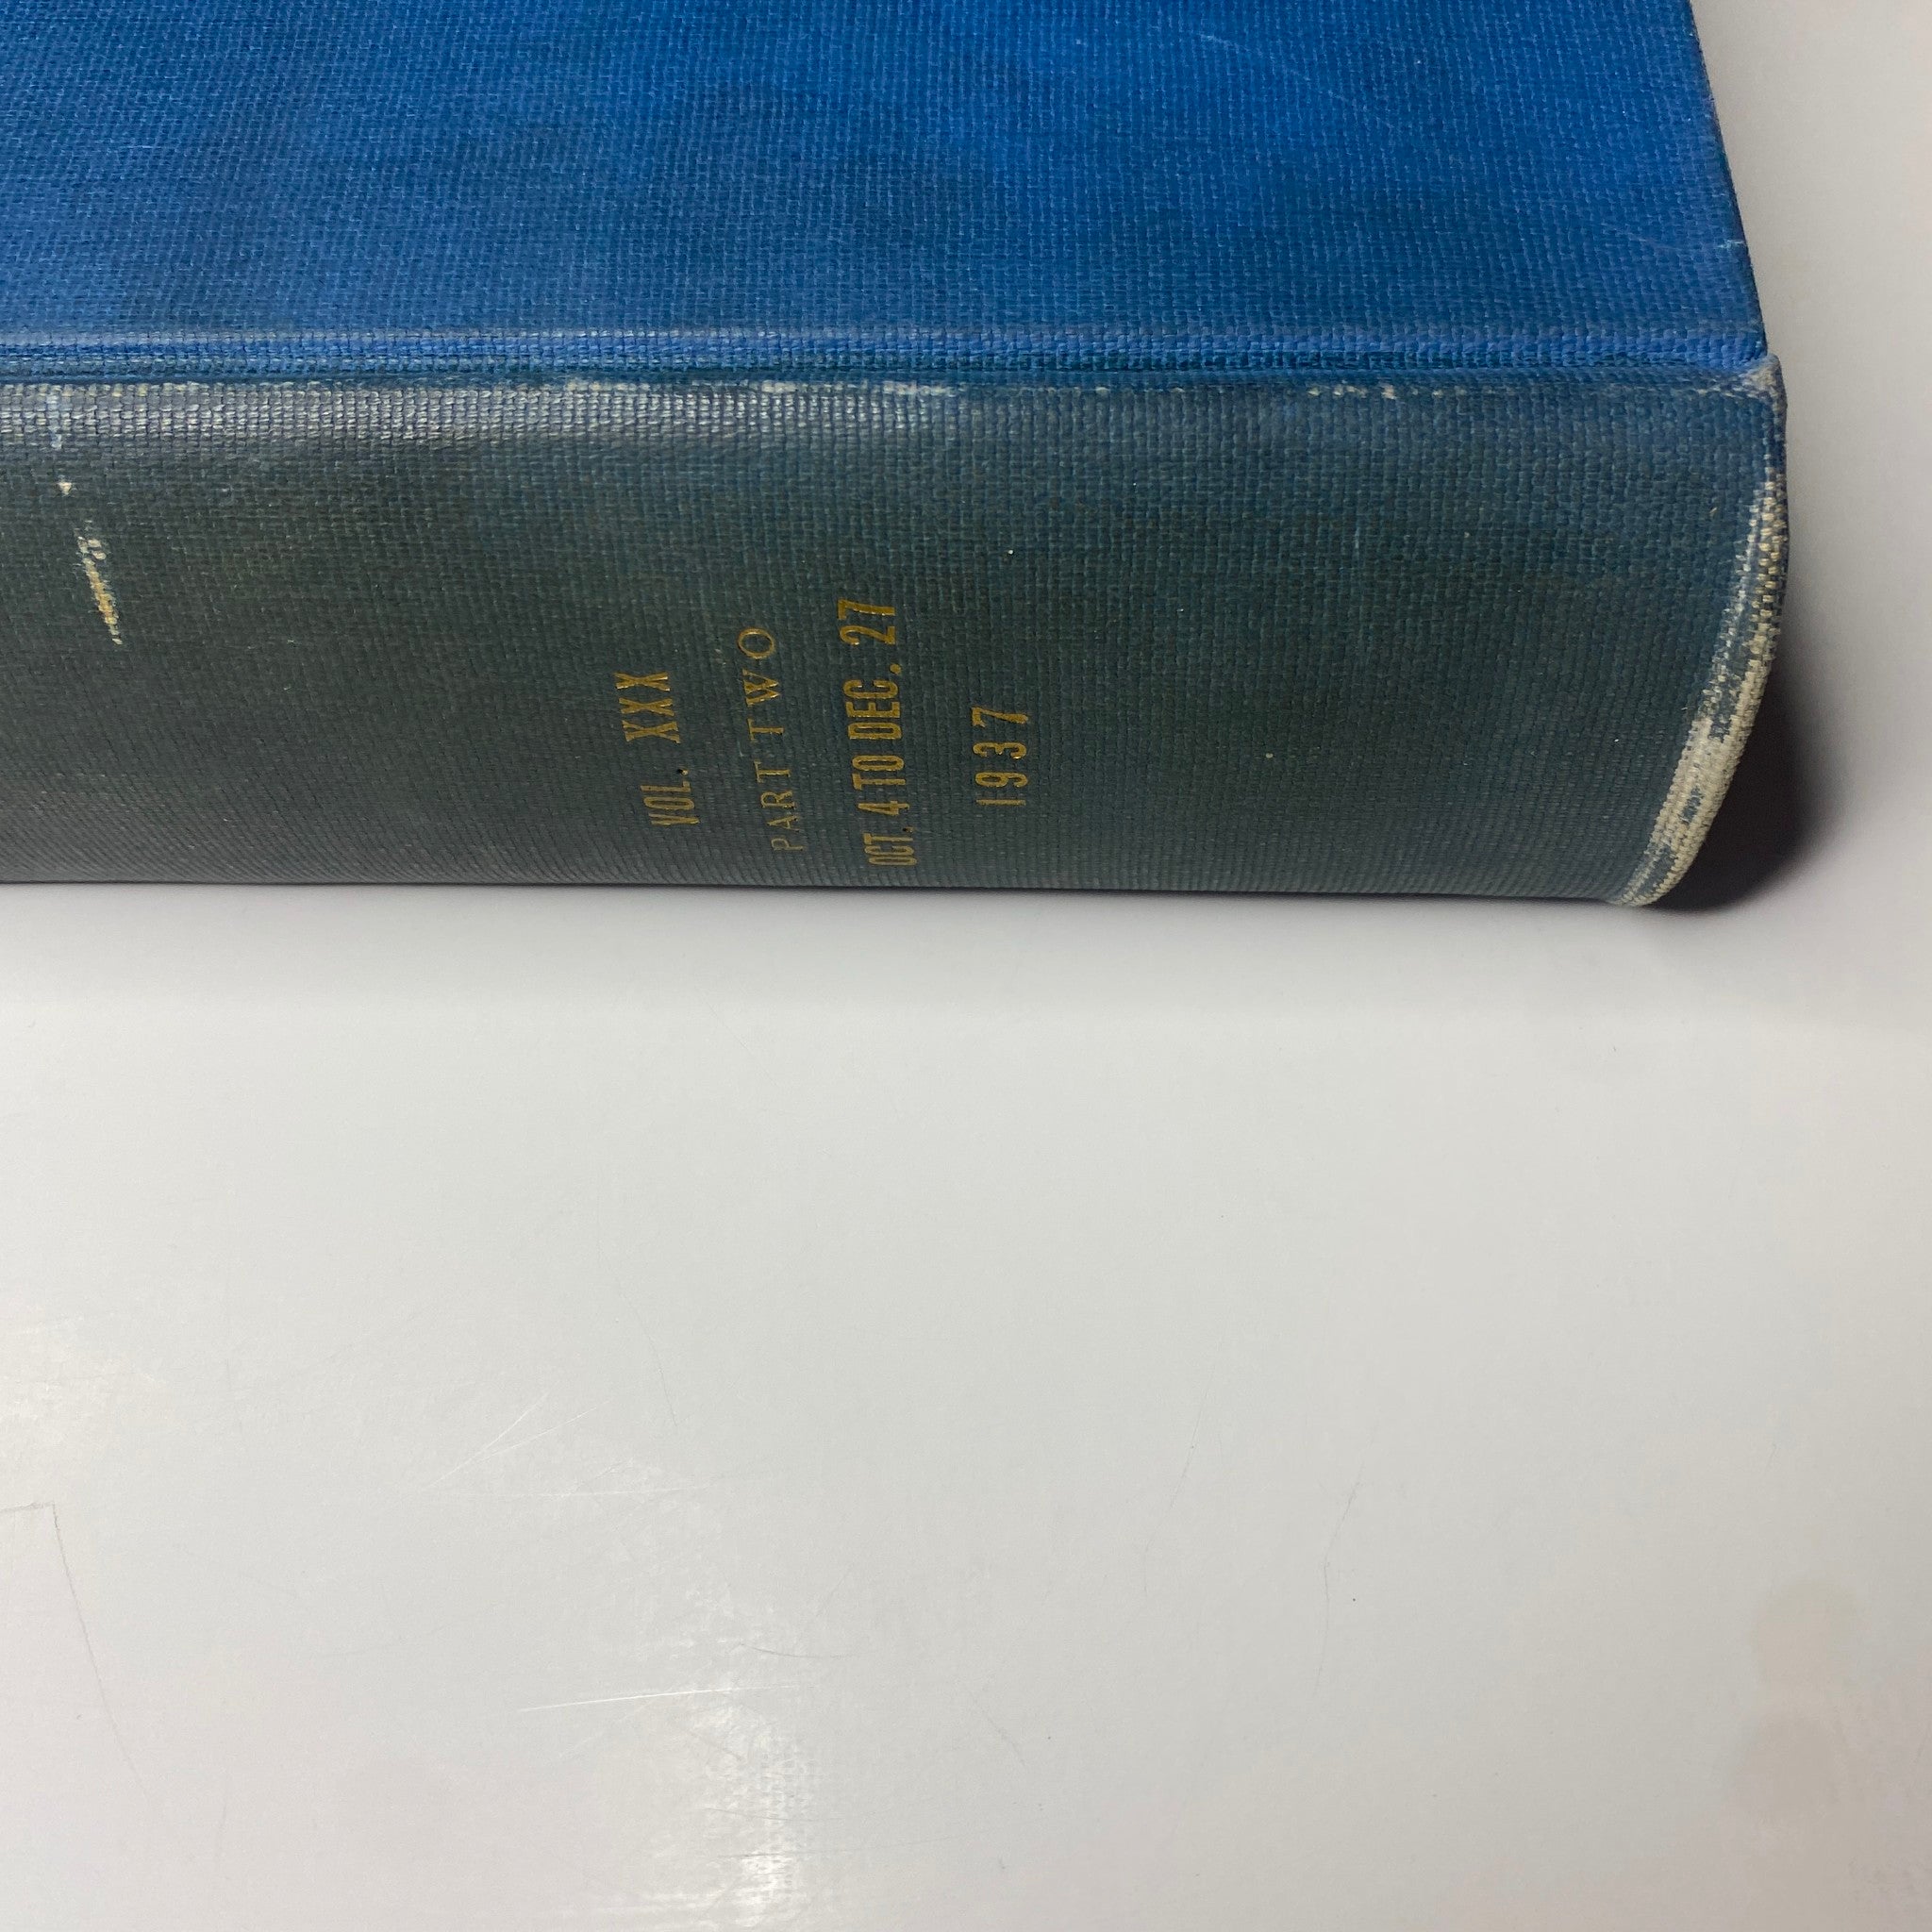 VOL. XXX
PART TWO
OCT. 4 TO DEC. 27
1937